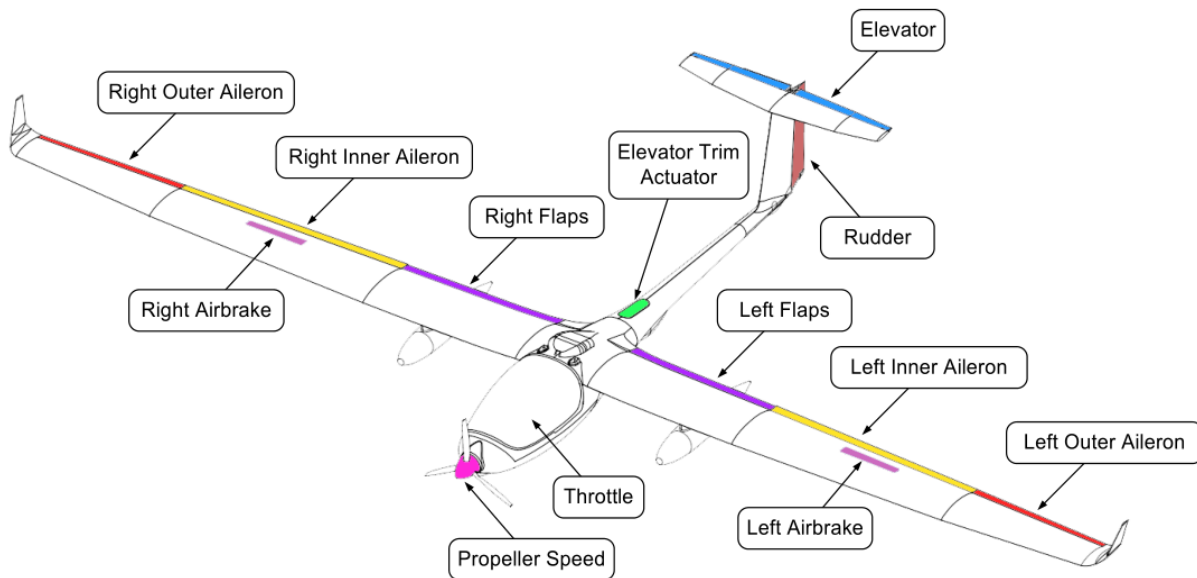 Elevator
Right Outer Aileron
Right Inner Aileron
Elevator Trim
Actuator
Right Flaps
Rudder
Right Airbrake
Left Flaps
Left Inner Aileron
Left Outer Aileron
Throttle
Left Airbrake
Propeller Speed